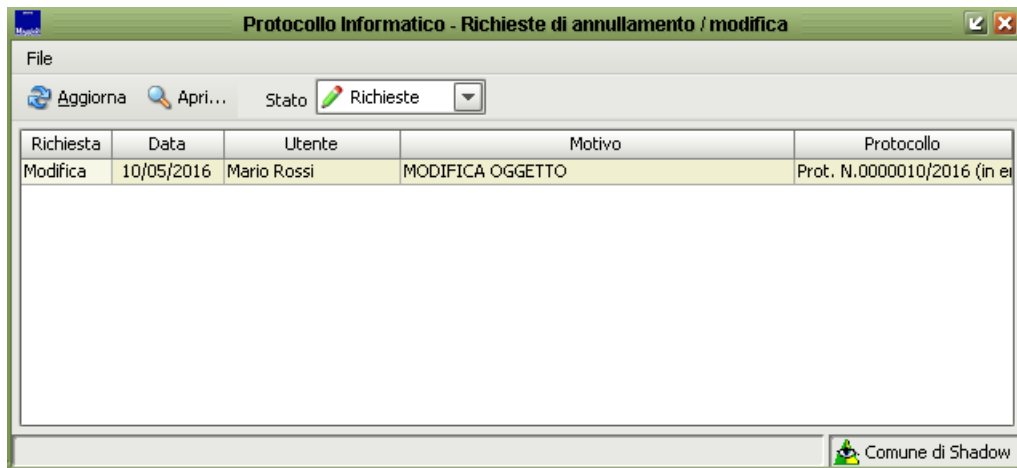 Protocollo Informatico - Richieste di annullamento / modifica
File
Aggiorna Apri... Stato Richieste
Richiesta Data Utente Motivo Protocollo
Modifica 10/05/2016 Mario Rossi MODIFICA OGGETTO Prot. N.0000010/2016 (in
Comune di Shadow